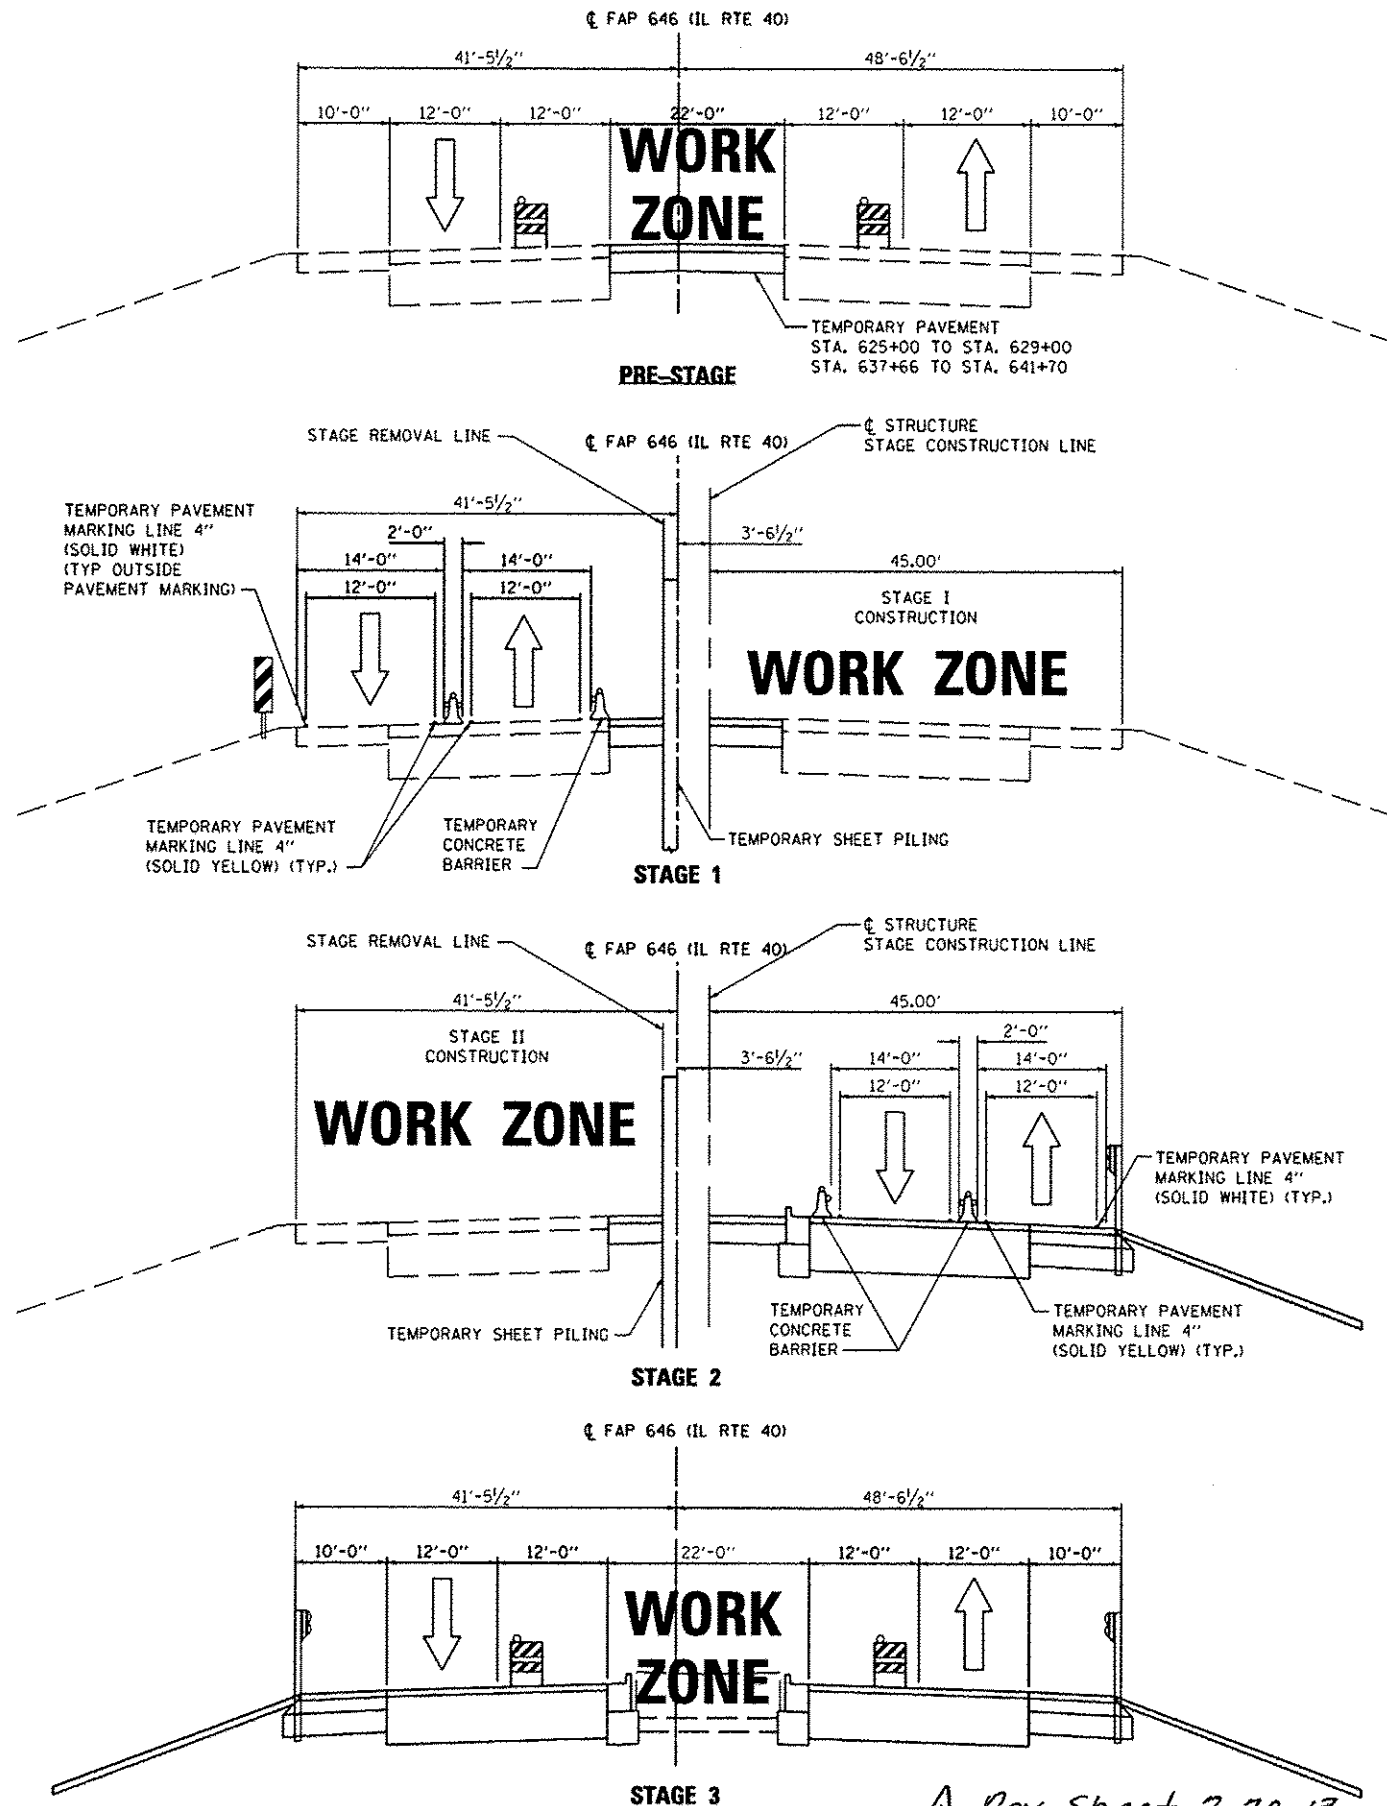 ℄ FAP 646 (IL RTE 40)
41'-5½"
48'-6½"
10'-0"
12'-0"
12'-0"
22'-0"
12'-0"
12'-0"
10'-0"
WORK
ZONE
TEMPORARY PAVEMENT
STA. 625+00 TO STA. 629+00
STA. 637+66 TO STA. 641+70
PRE-STAGE
STAGE REMOVAL LINE
℄ FAP 646 (IL RTE 40)
℄ STRUCTURE
STAGE CONSTRUCTION LINE
TEMPORARY PAVEMENT
MARKING LINE 4"
(SOLID WHITE)
(TYP OUTSIDE
PAVEMENT MARKING)
41'-5½"
2'-0"
3'-6½"
14'-0"
14'-0"
45.00'
12'-0"
12'-0"
STAGE I
CONSTRUCTION
WORK ZONE
TEMPORARY PAVEMENT
MARKING LINE 4"
(SOLID YELLOW) (TYP.)
TEMPORARY
CONCRETE
BARRIER
TEMPORARY SHEET PILING
STAGE 1
STAGE REMOVAL LINE
℄ FAP 646 (IL RTE 40)
℄ STRUCTURE
STAGE CONSTRUCTION LINE
41'-5½"
45.00'
STAGE II
CONSTRUCTION
2'-0"
3'-6½"
14'-0"
14'-0"
12'-0"
12'-0"
WORK ZONE
TEMPORARY PAVEMENT
MARKING LINE 4"
(SOLID WHITE) (TYP.)
TEMPORARY SHEET PILING
TEMPORARY
CONCRETE
BARRIER
TEMPORARY PAVEMENT
MARKING LINE 4"
(SOLID YELLOW) (TYP.)
STAGE 2
℄ FAP 646 (IL RTE 40)
41'-5½"
48'-6½"
10'-0"
12'-0"
12'-0"
22'-0"
12'-0"
12'-0"
10'-0"
WORK
ZONE
STAGE 3
Rev. Sheet